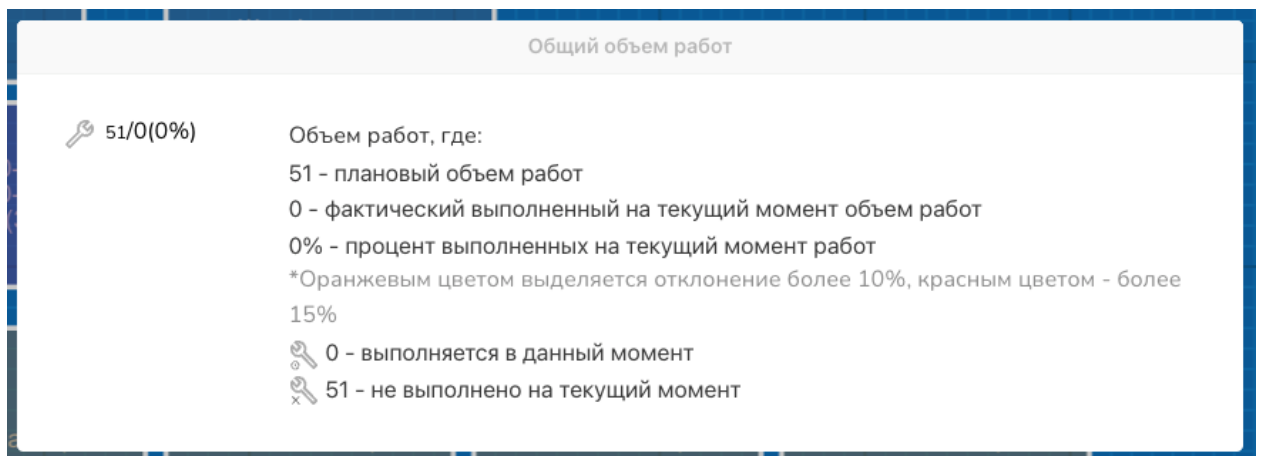 Общий объем работ
51/0(0%)
Объем работ, где:
51 - плановый объем работ
0 - фактический выполненный на текущий момент объем работ
0% - процент выполненных на текущий момент работ
*Оранжевым цветом выделяется отклонение более 10%, красным цветом - более
15%
0 - выполняется в данный момент
51 - не выполнено на текущий момент